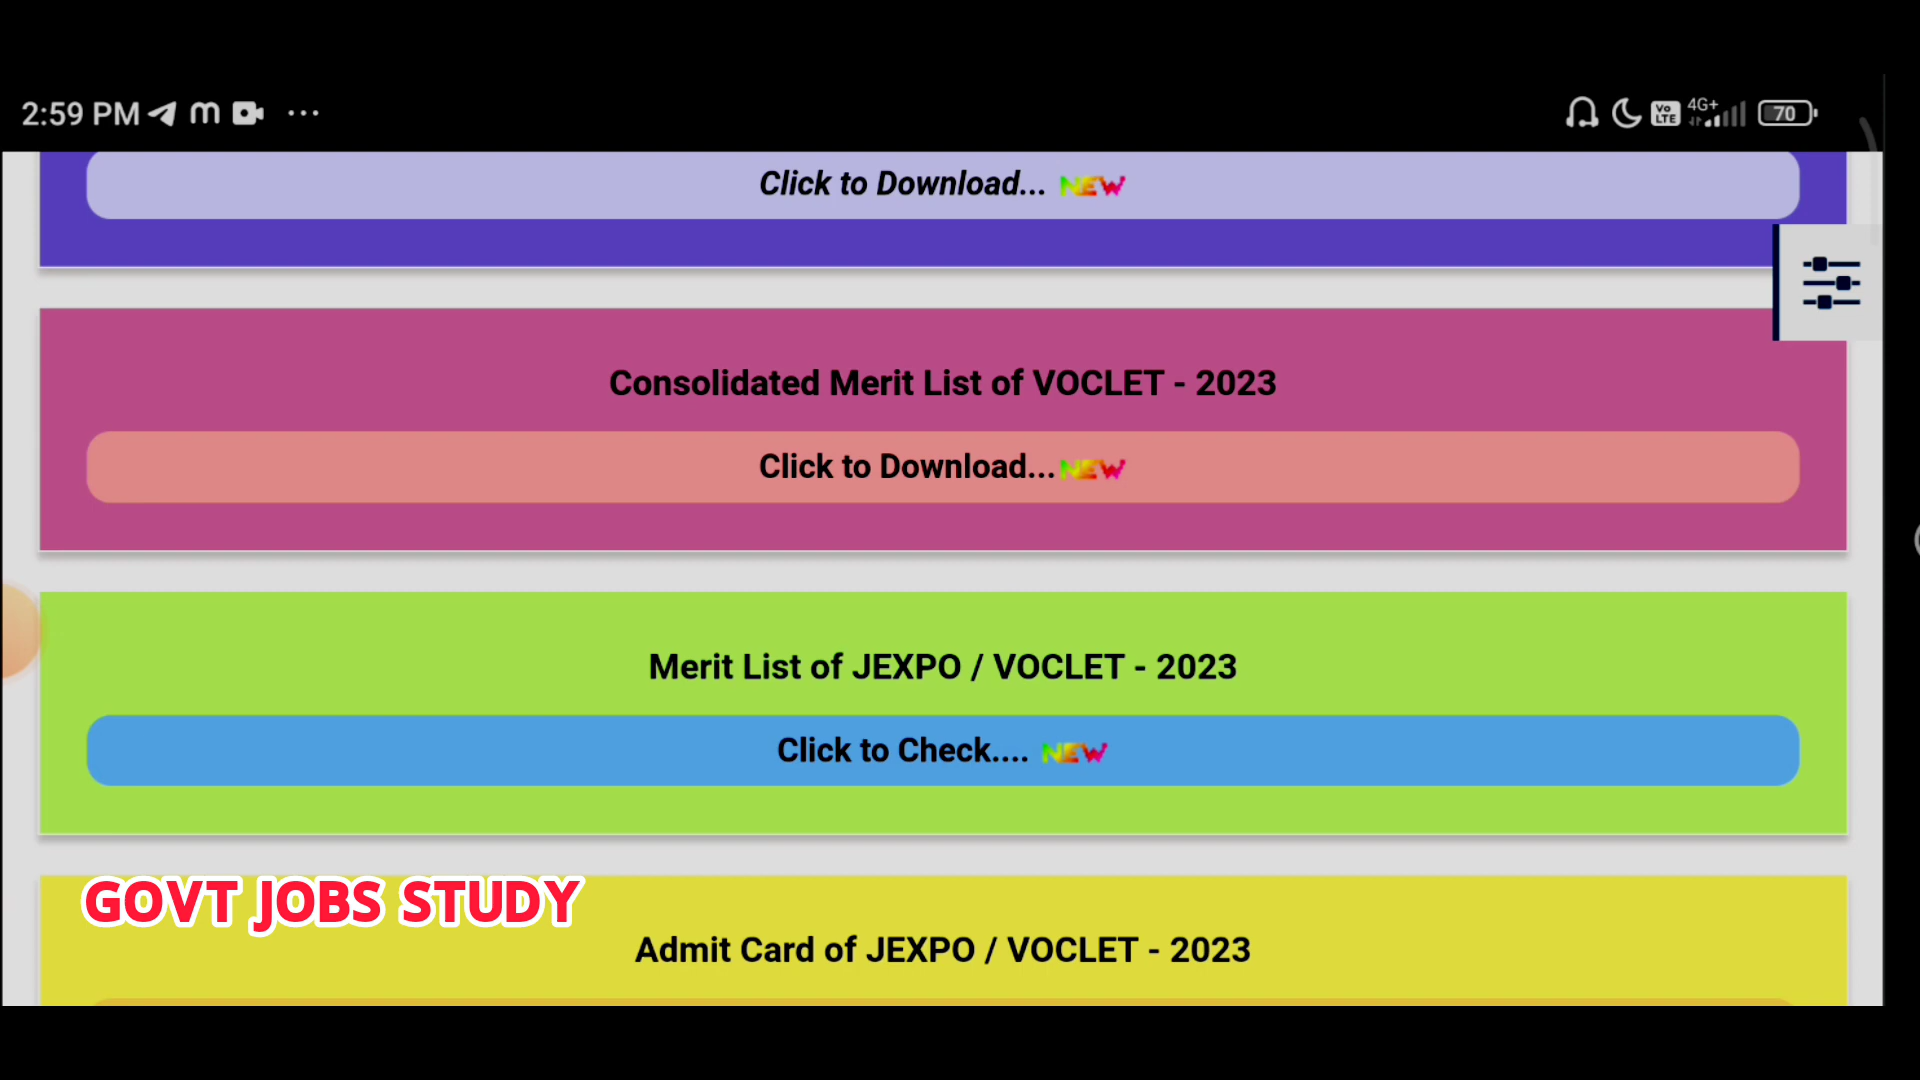 2:59 PM
4G+
Vo
LTE
70
Click to Download... NEW
Consolidated Merit List of VOCLET - 2023
Click to Download... NEW
Merit List of JEXPO / VOCLET - 2023
Click to Check.... NEW
GOVT JOBS STUDY
Admit Card of JEXPO / VOCLET - 2023